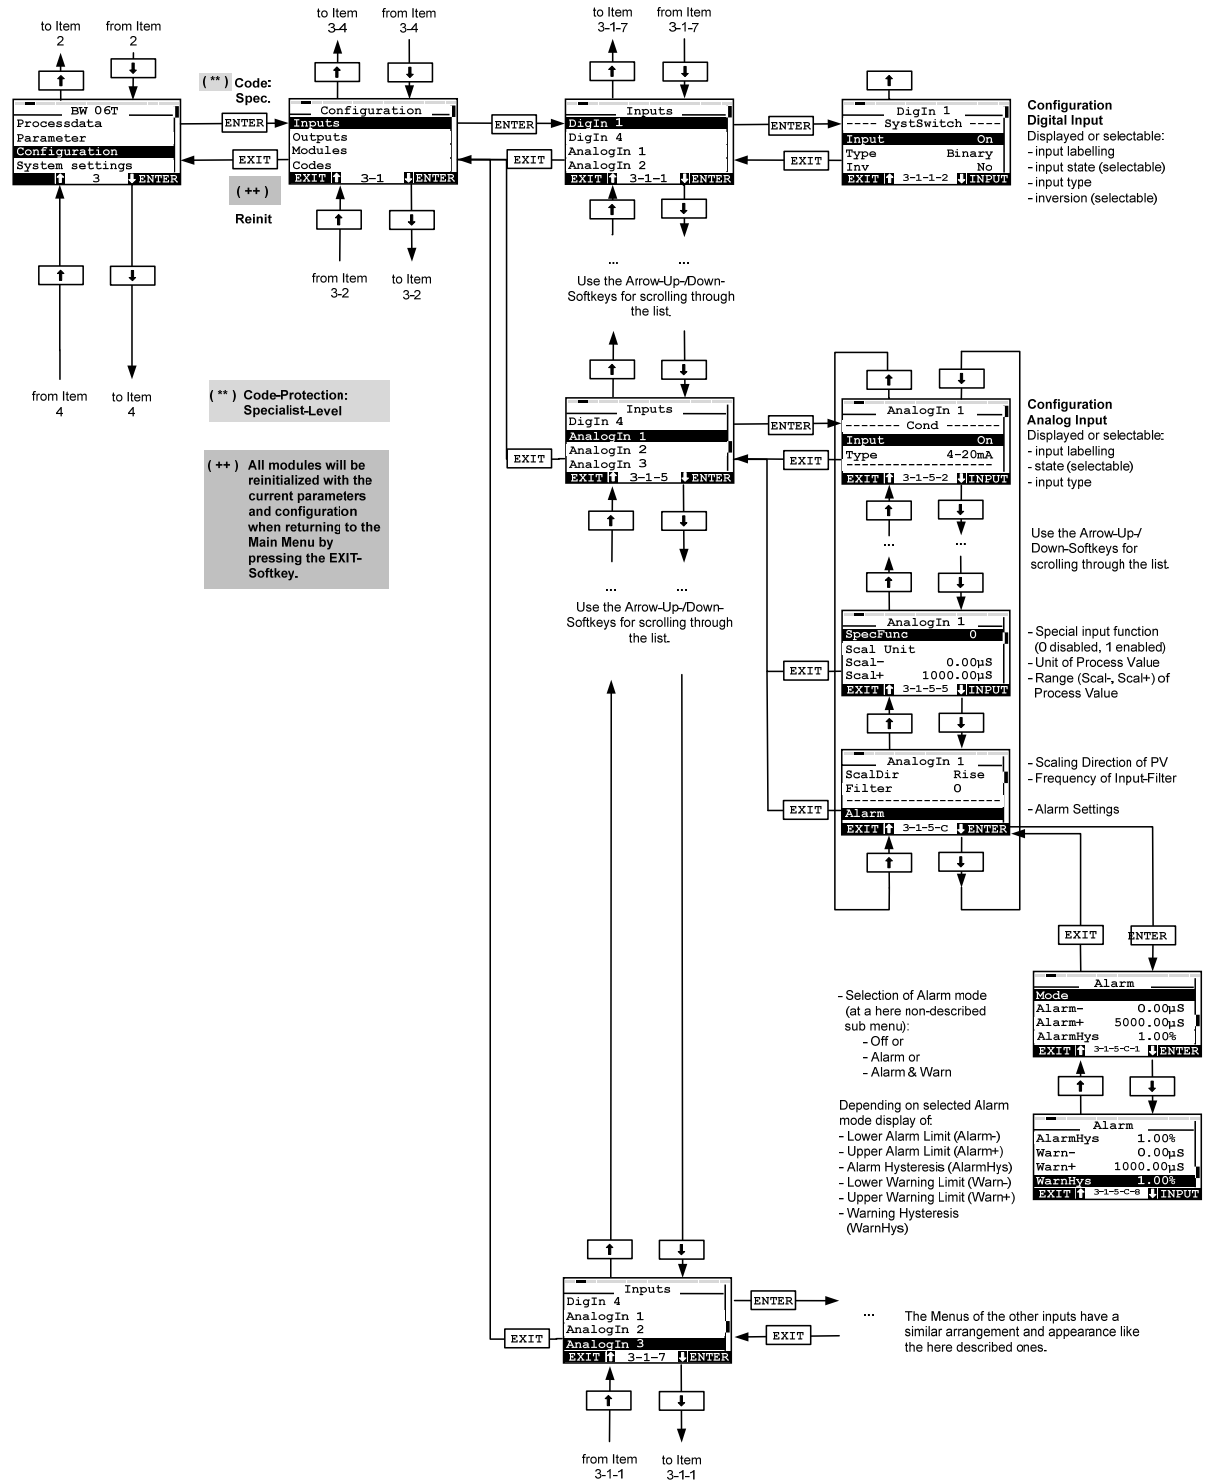 to Item
2
from Item
2
to Item
3-4
from Item
3-4
to Item
3-1-7
from Item
3-1-7
( ** ) Code:
Spec.
BW 06T
Processdata
Parameter
Configuration
System settings
3 ENTER
ENTER
EXIT
( ++ )
Reinit
Configuration
Inputs
Outputs
Modules
Codes
EXIT 3-1 ENTER
ENTER
EXIT
Inputs
DigIn 1
DigIn 4
AnalogIn 1
AnalogIn 2
EXIT 3-1-1 ENTER
ENTER
EXIT
DigIn 1
---- SystSwitch ----
Input On
Type Binary
Inv No
EXIT 3-1-1-2 INPUT
Configuration
Digital Input
Displayed or selectable:
- input labelling
- input state (selectable)
- input type
- inversion (selectable)
from Item
3-2
to Item
3-2
...
...
Use the Arrow-Up-/Down-
Softkeys for scrolling through
the list.
from Item
4
to Item
4
( ** ) Code-Protection:
Specialist-Level
( ++ ) All modules will be
reinitialized with the
current parameters
and configuration
when returning to the
Main Menu by
pressing the EXIT-
Softkey.
Inputs
DigIn 4
AnalogIn 1
AnalogIn 2
AnalogIn 3
EXIT 3-1-5 ENTER
EXIT
ENTER
EXIT
AnalogIn 1
------- Cond -------
Input On
Type 4-20mA
--------------------
EXIT 3-1-5-2 INPUT
Configuration
Analog Input
Displayed or selectable:
- input labelling
- state (selectable)
- input type
...
...
Use the Arrow-Up-/
Down-Softkeys for
scrolling through the list.
...
...
Use the Arrow-Up-/Down-
Softkeys for scrolling through
the list.
EXIT
AnalogIn 1
SpecFunc 0
Scal Unit
Scal- 0.00µS
Scal+ 1000.00µS
EXIT 3-1-5-5 INPUT
- Special input function
(0 disabled, 1 enabled)
- Unit of Process Value
- Range (Scal-, Scal+) of
Process Value
EXIT
AnalogIn 1
ScalDir Rise
Filter 0
--------------------
Alarm
EXIT 3-1-5-C ENTER
- Scaling Direction of PV
- Frequency of Input-Filter
- Alarm Settings
EXIT
ENTER
Alarm
Mode
Alarm- 0.00µS
Alarm+ 5000.00µS
AlarmHys 1.00%
EXIT 3-1-5-C-1 ENTER
- Selection of Alarm mode
(at a here non-described
sub menu):
- Off or
- Alarm or
- Alarm & Warn
Depending on selected Alarm
mode display of:
- Lower Alarm Limit (Alarm-)
- Upper Alarm Limit (Alarm+)
- Alarm Hysteresis (AlarmHys)
- Lower Warning Limit (Warn-)
- Upper Warning Limit (Warn+)
- Warning Hysteresis
(WarnHys)
Alarm
AlarmHys 1.00%
Warn- 0.00µS
Warn+ 1000.00µS
WarnHys 1.00%
EXIT 3-1-5-C-8 INPUT
Inputs
DigIn 4
AnalogIn 1
AnalogIn 2
AnalogIn 3
EXIT 3-1-7 ENTER
EXIT
ENTER
EXIT
...
The Menus of the other inputs have a
similar arrangement and appearance like
the here described ones.
from Item
3-1-1
to Item
3-1-1